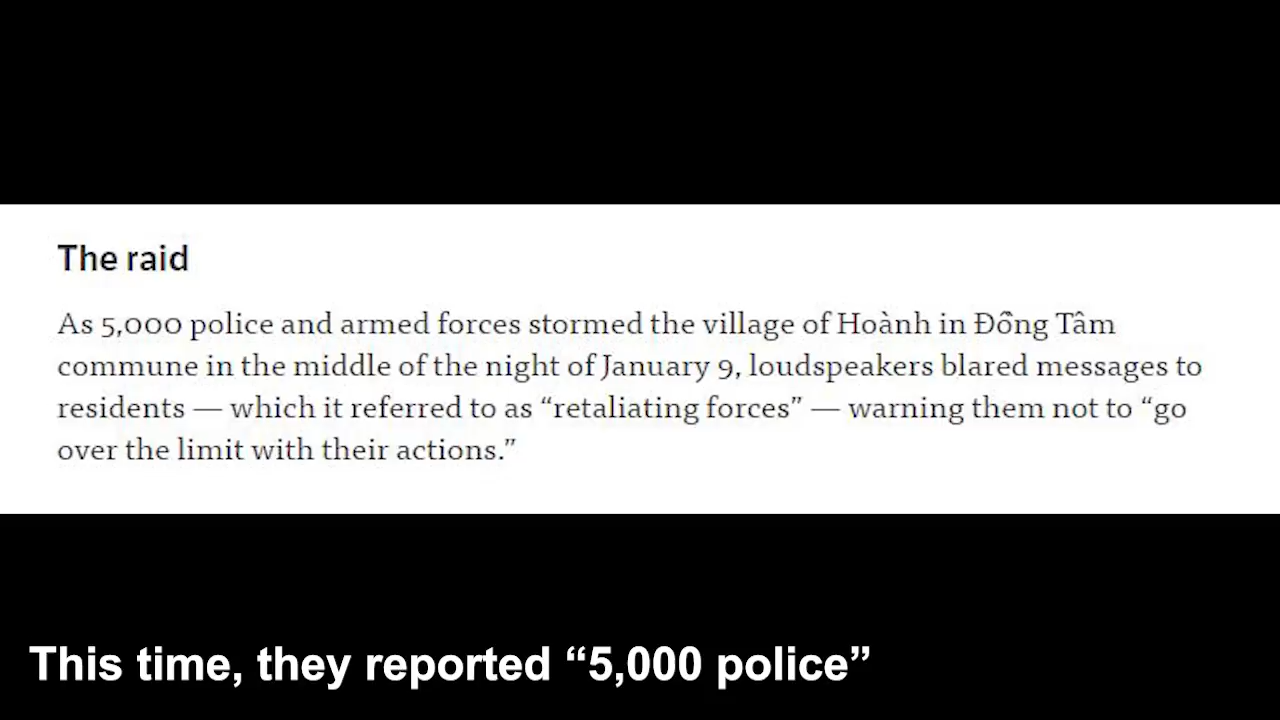 The raid
As 5,000 police and armed forces stormed the village of Hoành in Đồng Tâm
commune in the middle of the night of January 9, loudspeakers blared messages to
residents — which it referred to as “retaliating forces” — warning them not to “go
over the limit with their actions.”
This time, they reported “5,000 police”